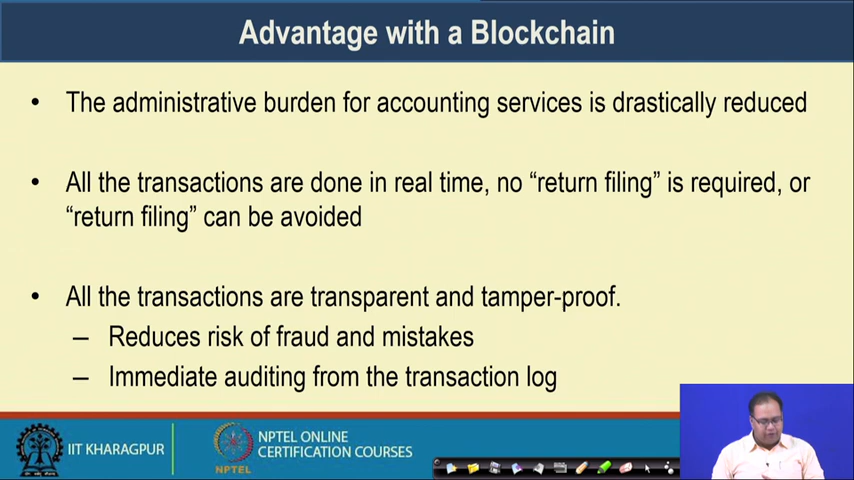 Advantage with a Blockchain
• The administrative burden for accounting services is drastically reduced
• All the transactions are done in real time, no “return filing” is required, or
“return filing” can be avoided
• All the transactions are transparent and tamper-proof.
– Reduces risk of fraud and mistakes
– Immediate auditing from the transaction log
IIT KHARAGPUR
NPTEL
NPTEL ONLINE
CERTIFICATION COURSES